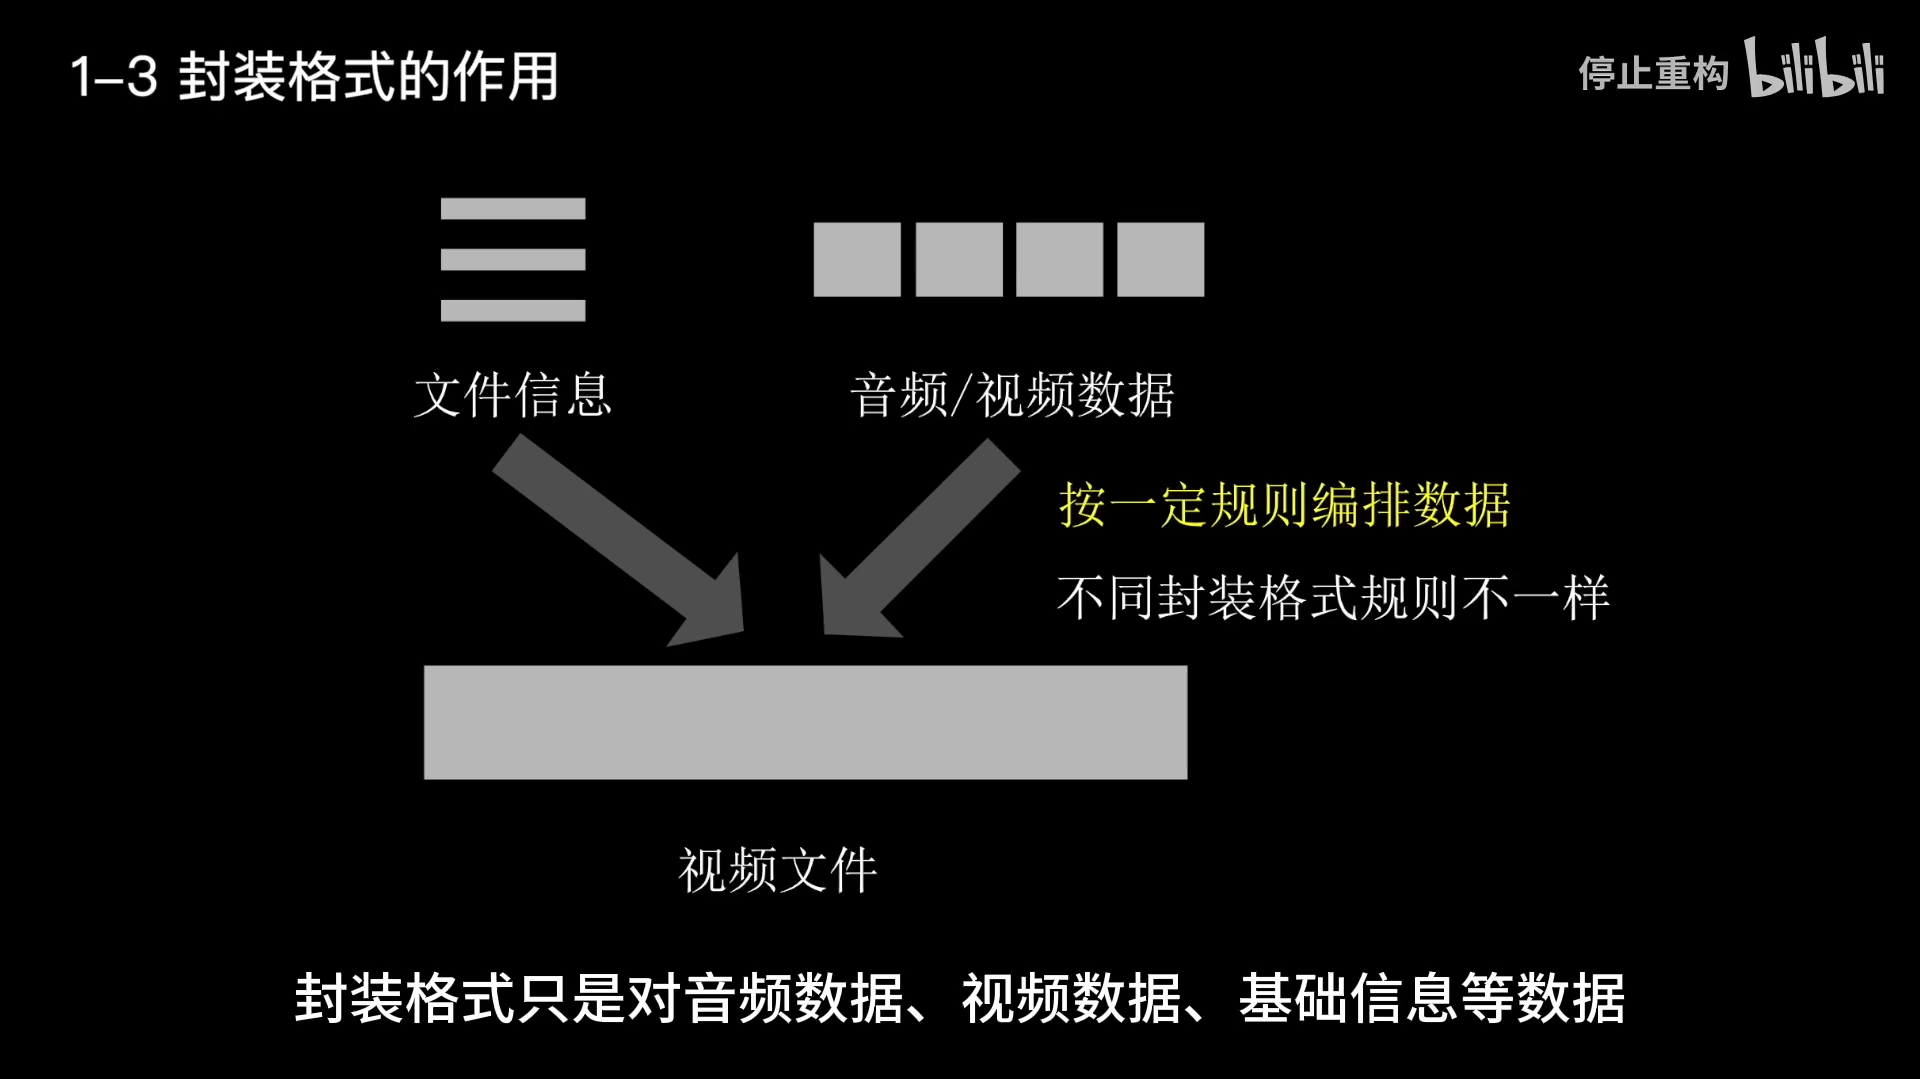 1-3 封装格式的作用
停止重构 bilibili
文件信息
音频/视频数据
按一定规则编排数据
不同封装格式规则不一样
视频文件
封装格式只是对音频数据、视频数据、基础信息等数据